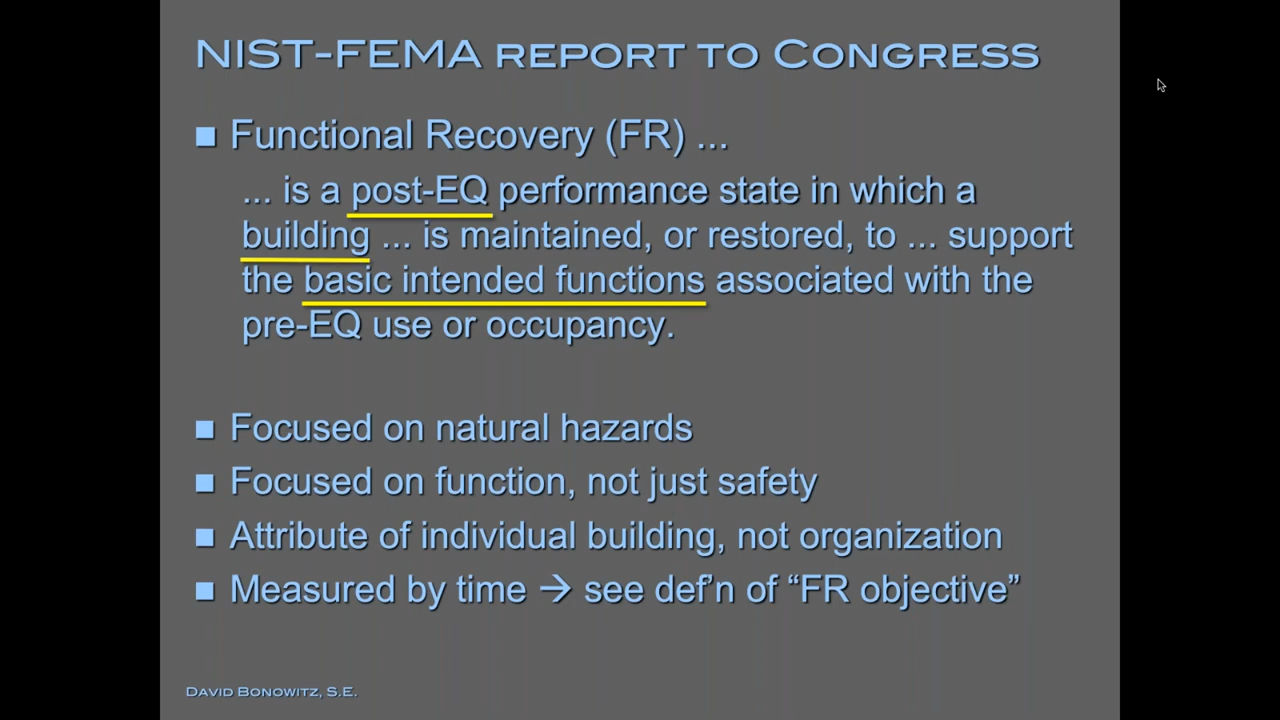 NIST-FEMA REPORT TO CONGRESS
Functional Recovery (FR) ...
... is a post-EQ performance state in which a
building ... is maintained, or restored, to ... support
the basic intended functions associated with the
pre-EQ use or occupancy.
Focused on natural hazards
Focused on function, not just safety
Attribute of individual building, not organization
Measured by time → see def’n of “FR objective”
DAVID BONOWITZ, S.E.